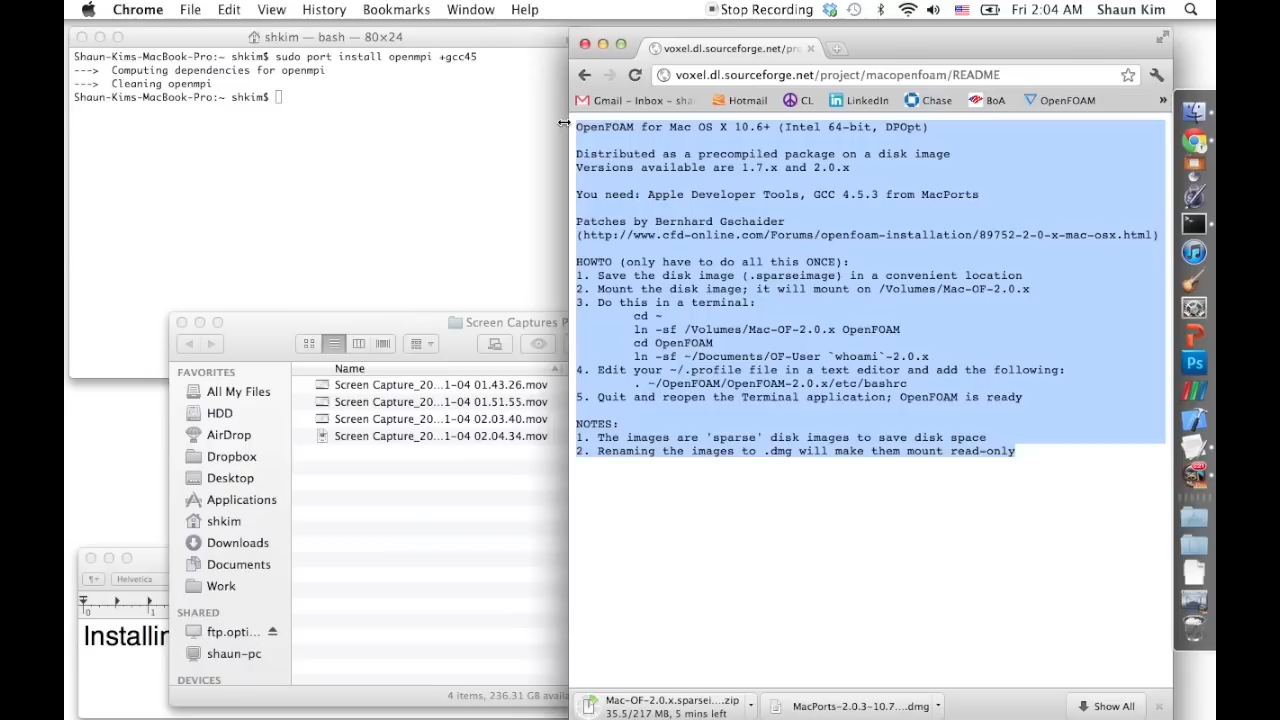 Chrome File Edit View History Bookmarks Window Help Stop Recording Fri 2:04 AM Shaun Kim
shkim — bash — 80×24
Shaun-Kims-MacBook-Pro:~ shkim$ sudo port install openmpi +gcc45
---> Computing dependencies for openmpi
---> Cleaning openmpi
Shaun-Kims-MacBook-Pro:~ shkim$
voxel.dl.sourceforge.net/pro
voxel.dl.sourceforge.net/project/macopenfoam/README
Gmail – Inbox – sha Hotmail CL LinkedIn Chase BoA OpenFOAM »
OpenFOAM for Mac OS X 10.6+ (Intel 64-bit, DPOpt)
Distributed as a precompiled package on a disk image
Versions available are 1.7.x and 2.0.x
You need: Apple Developer Tools, GCC 4.5.3 from MacPorts
Patches by Bernhard Gschaider
(http://www.cfd-online.com/Forums/openfoam-installation/89752-2-0-x-mac-osx.html)
HOWTO (only have to do all this ONCE):
1. Save the disk image (.sparseimage) in a convenient location
2. Mount the disk image; it will mount on /Volumes/Mac-OF-2.0.x
3. Do this in a terminal:
cd ~
ln -sf /Volumes/Mac-OF-2.0.x OpenFOAM
cd OpenFOAM
ln -sf ~/Documents/OF-User `whoami`-2.0.x
4. Edit your ~/.profile file in a text editor and add the following:
. ~/OpenFOAM/OpenFOAM-2.0.x/etc/bashrc
5. Quit and reopen the Terminal application; OpenFOAM is ready
NOTES:
1. The images are 'sparse' disk images to save disk space
2. Renaming the images to .dmg will make them mount read-only
Screen Captures P
FAVORITES
All My Files
HDD
AirDrop
Dropbox
Desktop
Applications
shkim
Downloads
Documents
Work
SHARED
ftp.opti...
shaun-pc
DEVICES
Name
Screen Capture_20...1-04 01.43.26.mov
Screen Capture_20...1-04 01.51.35.mov
Screen Capture_20...1-04 02.03.40.mov
Screen Capture_20...1-04 02.04.34.mov
4 items, 236.31 GB availa
Helvetica
0 1
Installin
Mac-OF-2.0.x.sparsei....zip
35.5/217 MB, 5 mins left
MacPorts-2.0.3-10.7....dmg
Show All
Ps